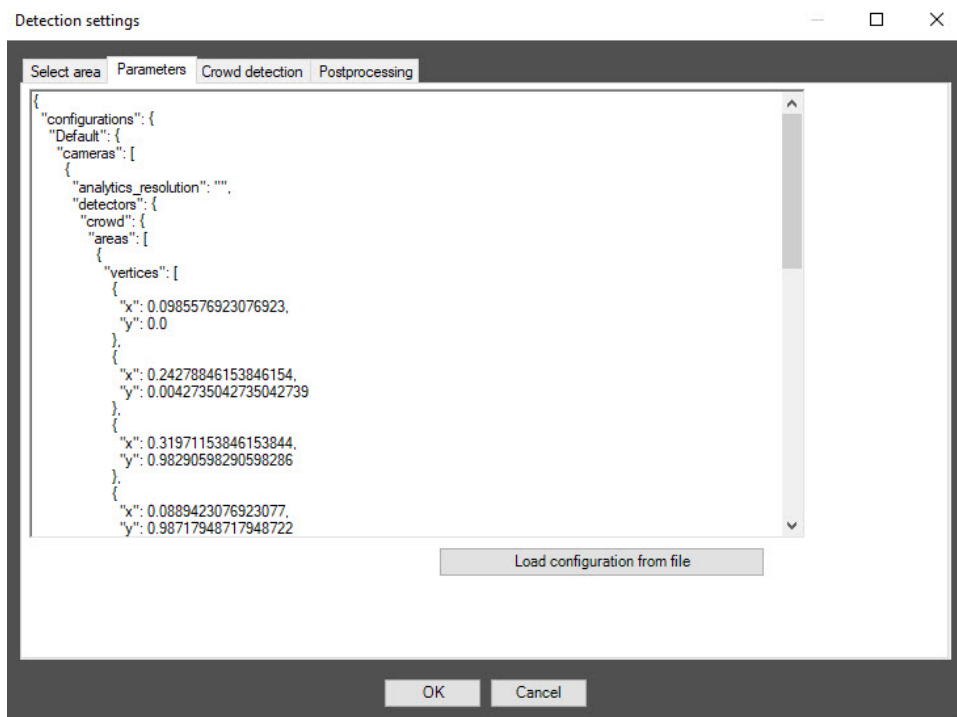 Detection settings
Select area Parameters Crowd detection Postprocessing
{
"configurations": {
"Default": {
"cameras": [
{
"analytics_resolution": "",
"detectors": {
"crowd": {
"areas": [
{
"vertices": [
{
"x": 0.0985576923076923,
"y": 0.0
},
{
"x": 0.24278846153846154,
"y": 0.0042735042735042739
},
{
"x": 0.31971153846153844,
"y": 0.98290598290598286
},
{
"x": 0.0889423076923077,
"y": 0.98717948717948722
Load configuration from file
OK Cancel